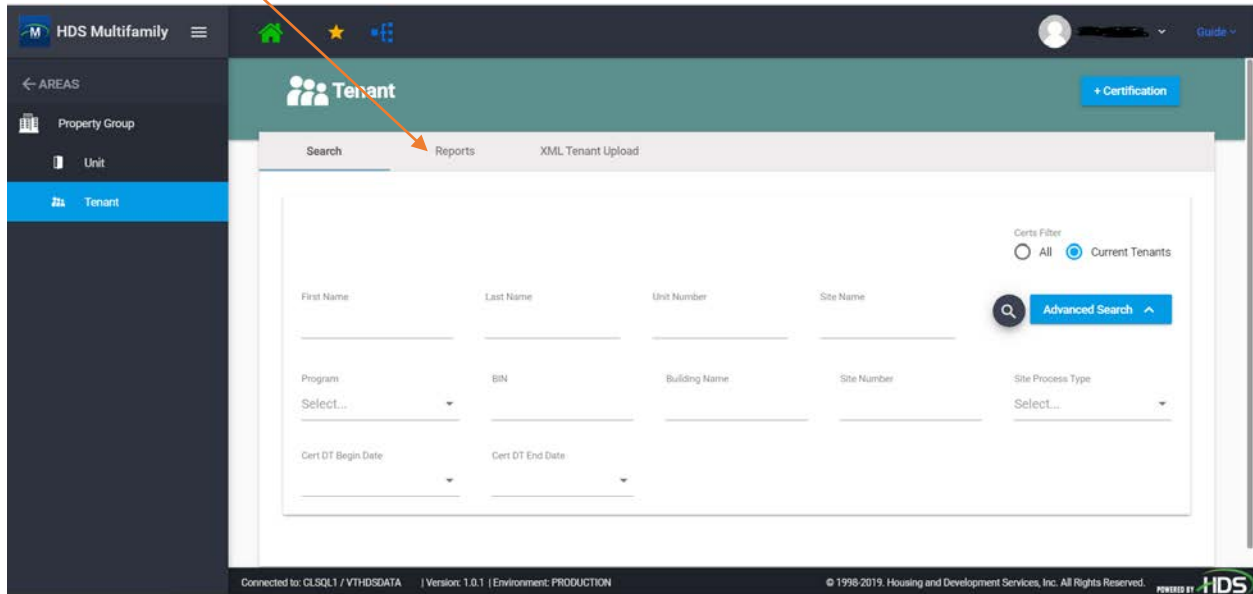 M HDS Multifamily
Guide
AREAS
Tenant
+ Certification
Property Group
Unit
Tenant
Search Reports XML Tenant Upload
Certs Filter
All Current Tenants
First Name Last Name Unit Number Site Name
Advanced Search
Program BIN Building Name Site Number Site Process Type
Select... Select...
Cert DT Begin Date Cert DT End Date
Connected to: CLSQL1 / VTHDSDATA | Version: 1.0.1 | Environment: PRODUCTION © 1998-2019. Housing and Development Services, Inc. All Rights Reserved. POWERED BY HDS